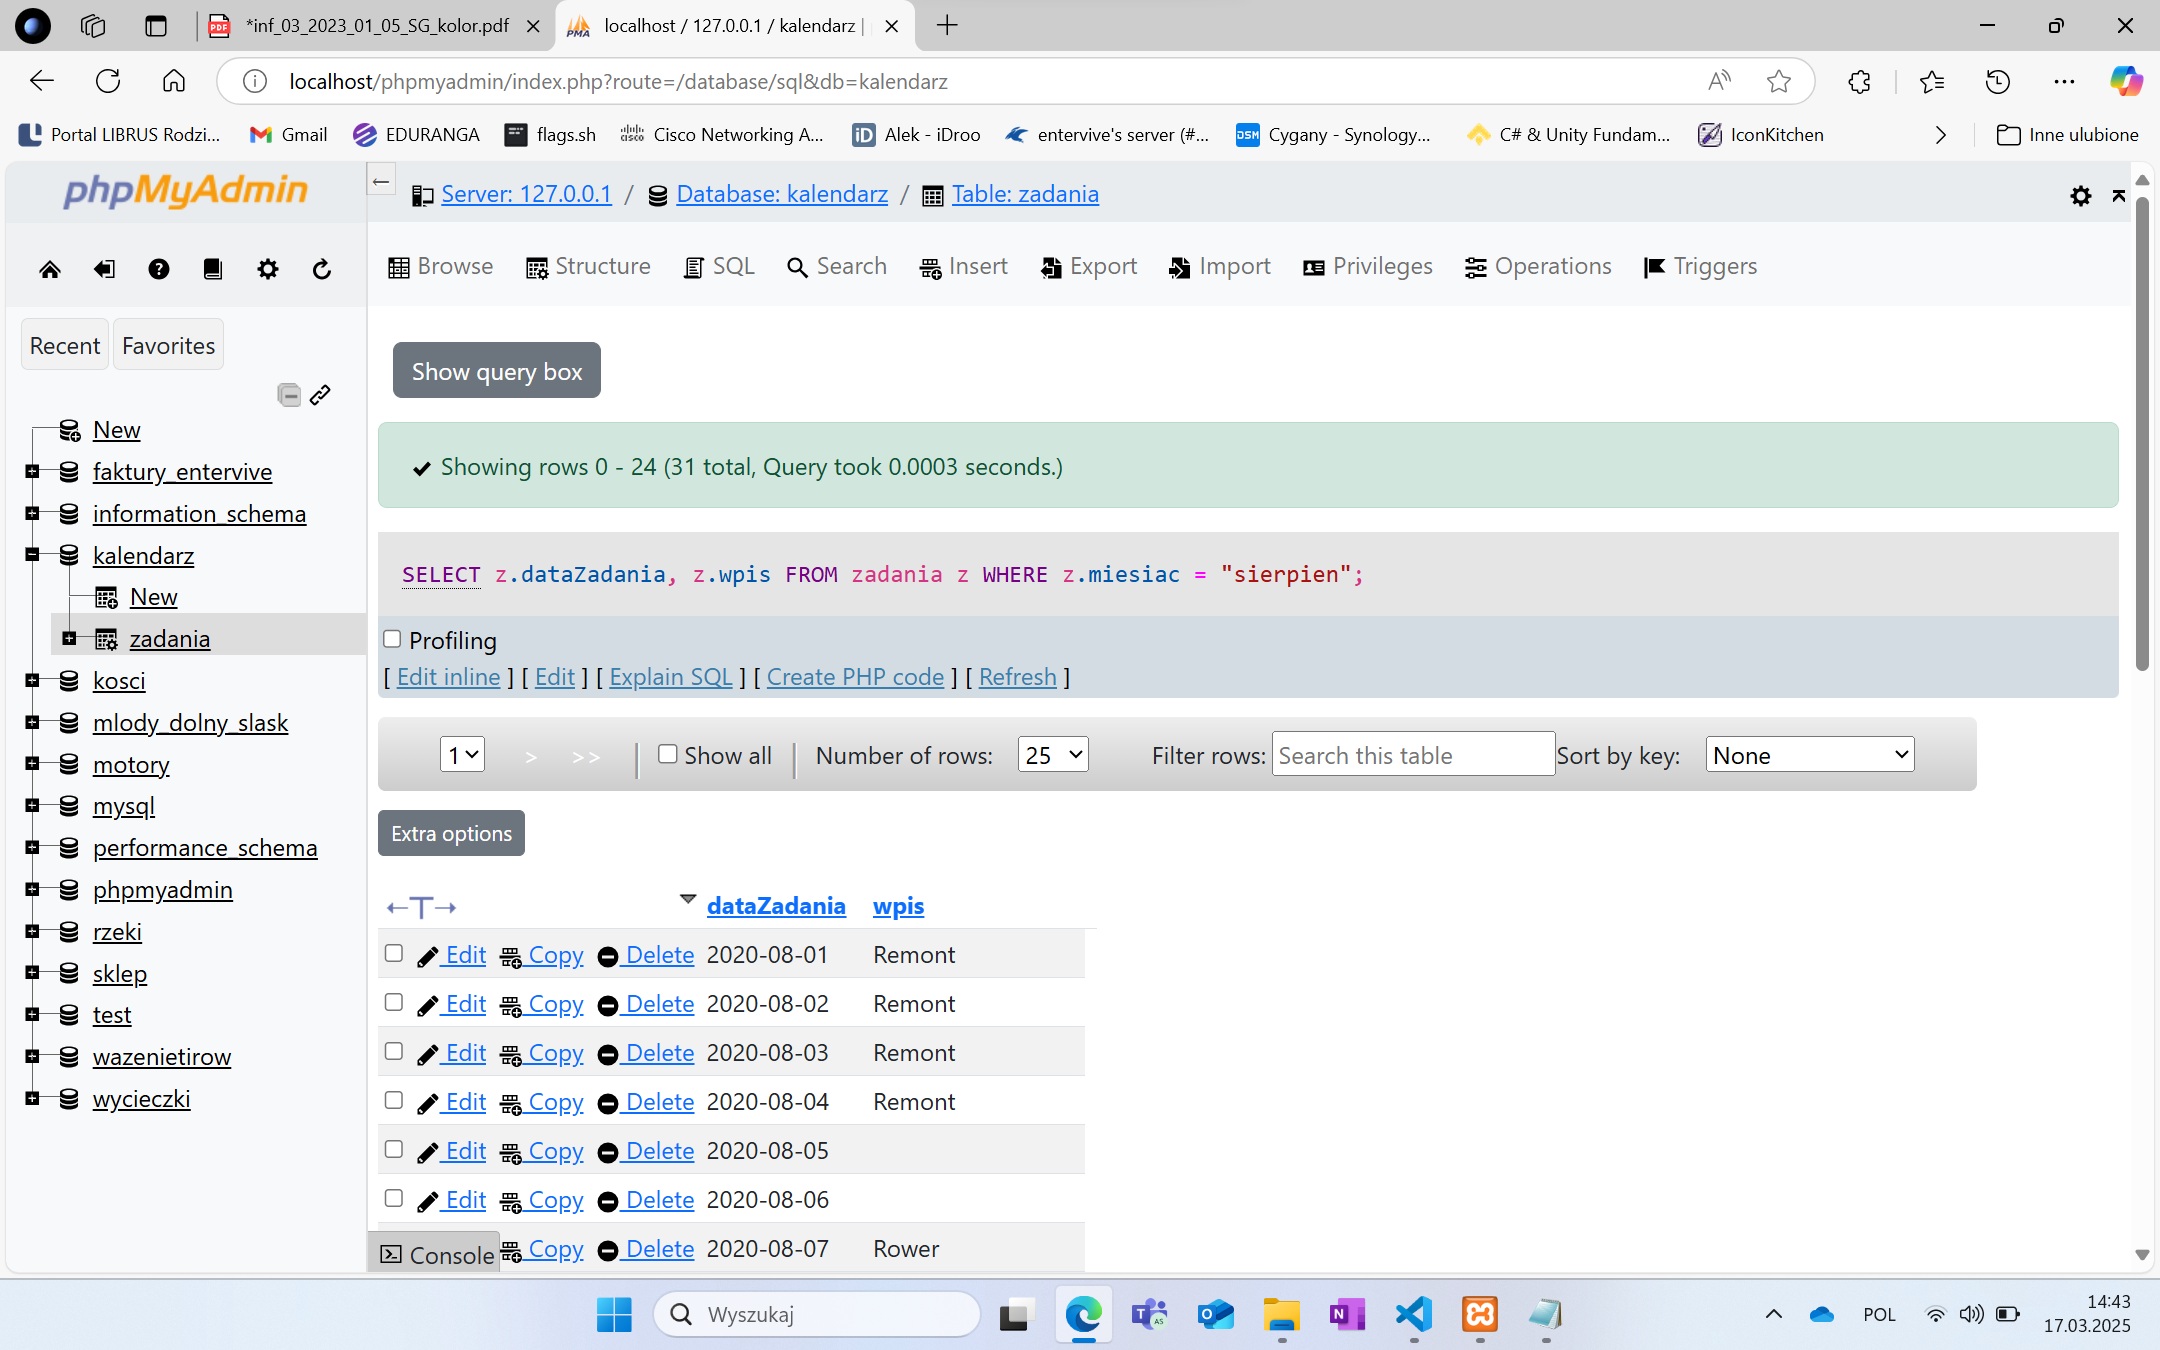 *inf_03_2023_01_05_SG_kolor.pdf
localhost / 127.0.0.1 / kalendarz |
localhost/phpmyadmin/index.php?route=/database/sql&db=kalendarz
Portal LIBRUS Rodzi...
Gmail
EDURANGA
flags.sh
Cisco Networking A...
Alek - iDroo
entervive's server (#...
Cygany - Synology...
C# & Unity Fundam...
IconKitchen
Inne ulubione
phpMyAdmin
Recent
Favorites
New
faktury_entervive
information_schema
kalendarz
New
zadania
kosci
mlody_dolny_slask
motory
mysql
performance_schema
phpmyadmin
rzeki
sklep
test
wazenietirow
wycieczki
Server: 127.0.0.1 / Database: kalendarz / Table: zadania
Browse Structure SQL Search Insert Export Import Privileges Operations Triggers
Show query box
Showing rows 0 - 24 (31 total, Query took 0.0003 seconds.)
SELECT z.dataZadania, z.wpis FROM zadania z WHERE z.miesiac = "sierpien";
Profiling
[ Edit inline ] [ Edit ] [ Explain SQL ] [ Create PHP code ] [ Refresh ]
1 > >> | Show all | Number of rows: 25 Filter rows: Search this table Sort by key: None
Extra options
←T→ dataZadania wpis
Edit Copy Delete 2020-08-01 Remont
Edit Copy Delete 2020-08-02 Remont
Edit Copy Delete 2020-08-03 Remont
Edit Copy Delete 2020-08-04 Remont
Edit Copy Delete 2020-08-05
Edit Copy Delete 2020-08-06
Console Copy Delete 2020-08-07 Rower
Wyszukaj
POL
14:43
17.03.2025